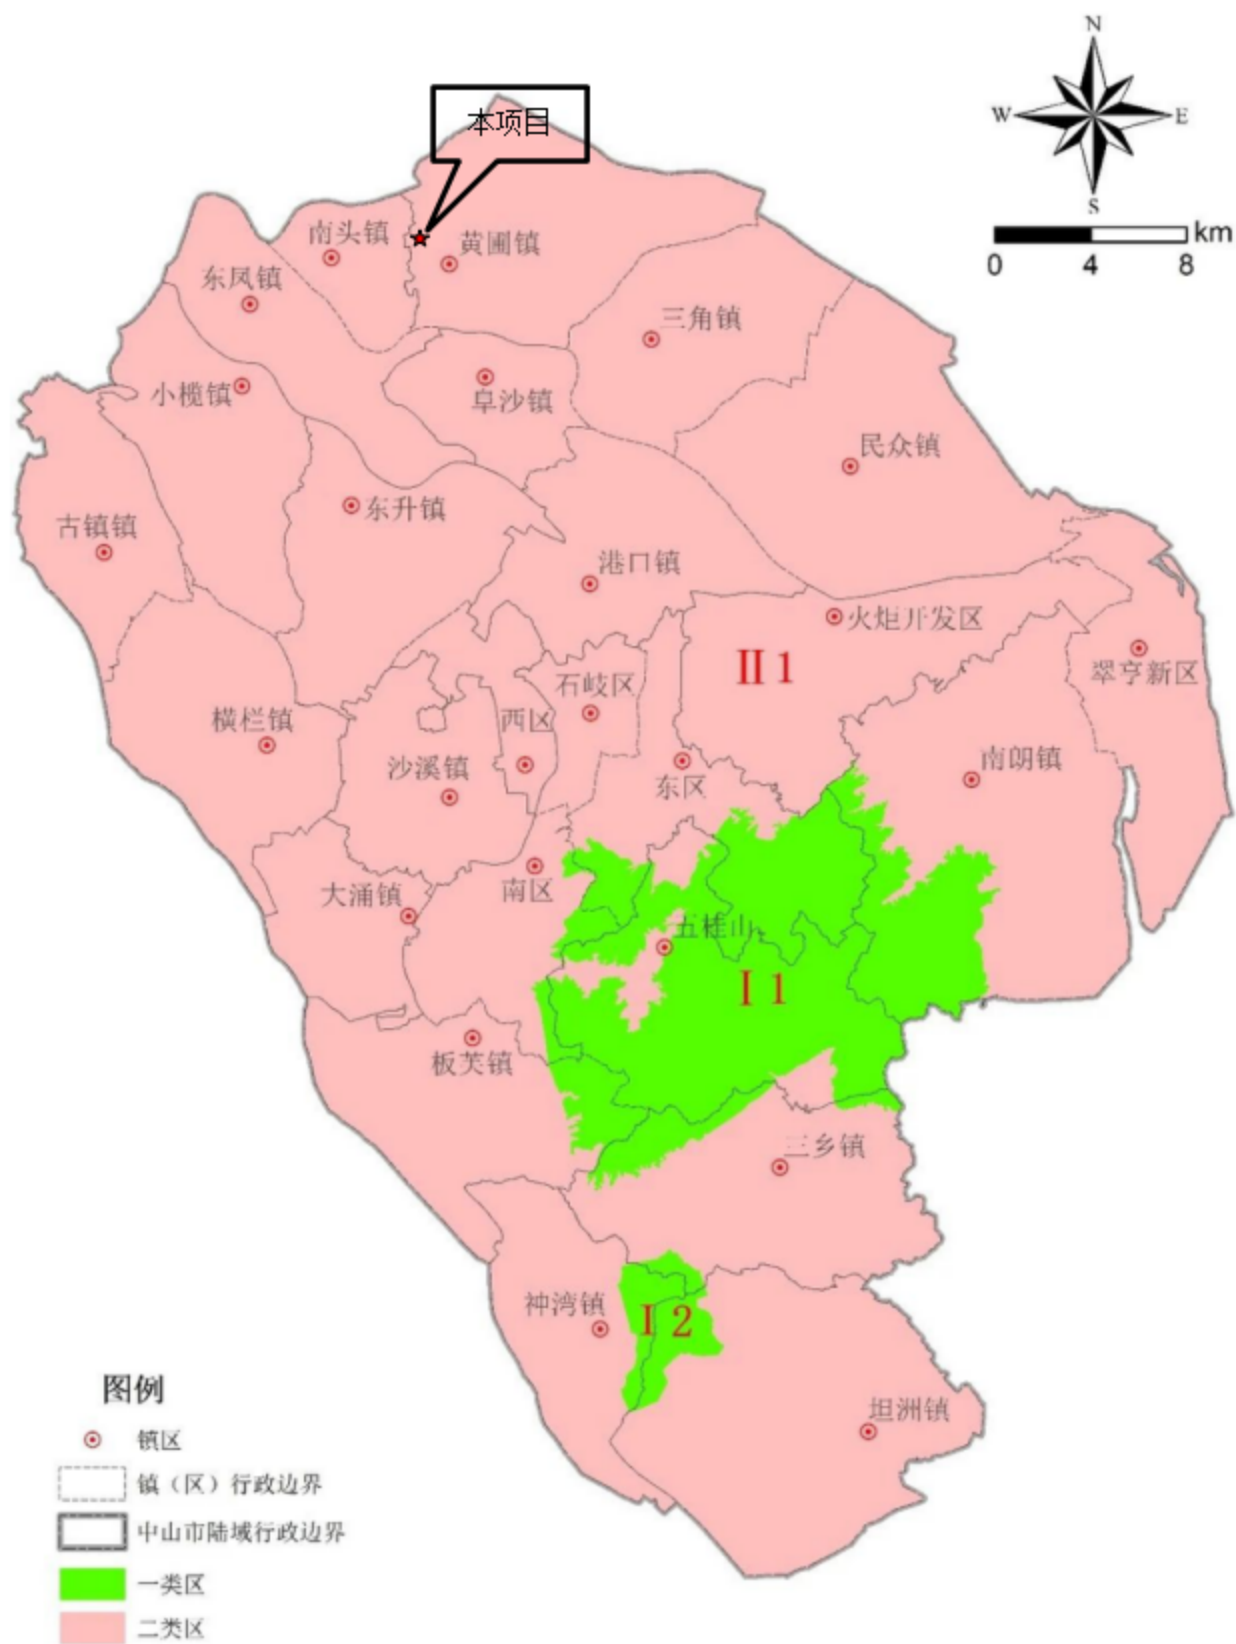 N
W E
S
km
0 4 8
本项目
南头镇
黄圃镇
东凤镇
三角镇
小榄镇
阜沙镇
民众镇
东升镇
古镇镇
港口镇
火炬开发区
II 1
翠亨新区
石岐区
横栏镇
西区
沙溪镇
东区
南朗镇
大涌镇
南区
五桂山
I 1
板芙镇
三乡镇
神湾镇
I 2
坦洲镇
图例
镇区
镇（区）行政边界
中山市陆域行政边界
一类区
二类区